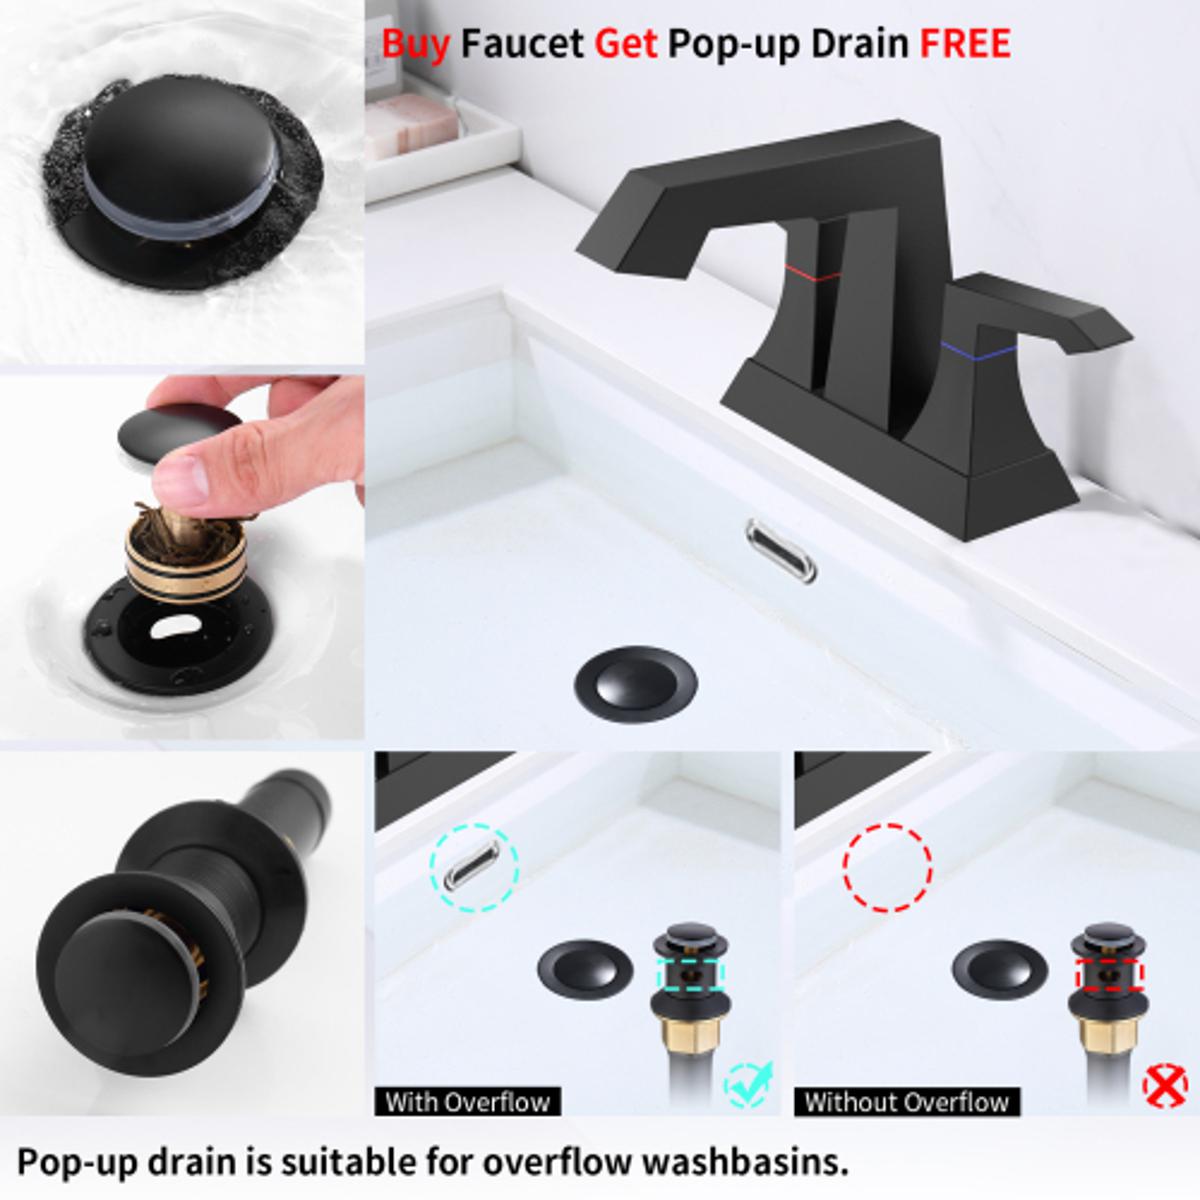 Buy Faucet Get Pop-up Drain FREE
With Overflow
Without Overflow
Pop-up drain is suitable for overflow washbasins.